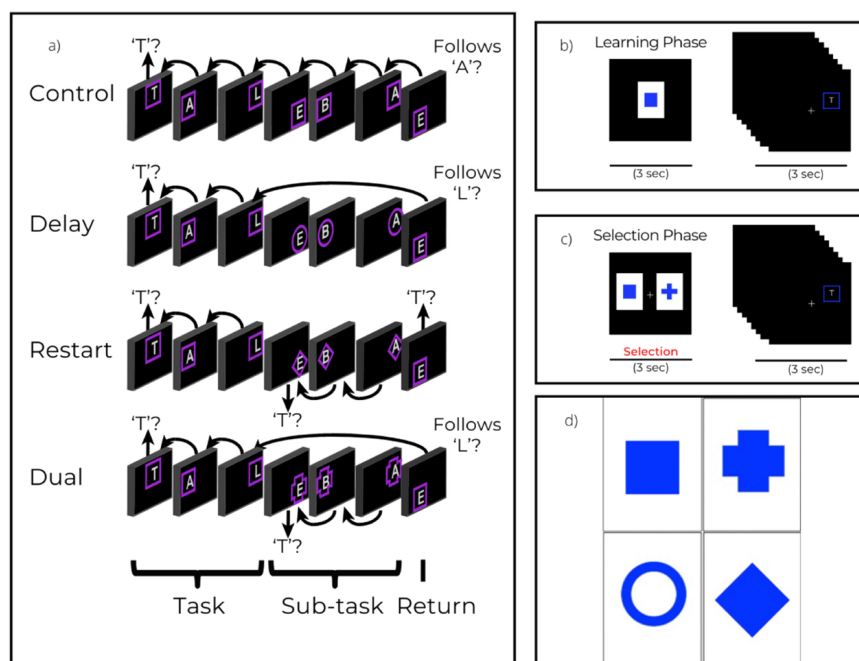 a)
'T'?
Follows
'A'?
Control
T A L E B A E
'T'?
Follows
'L'?
Delay
T A L E B A E
'T'?
'T'?
Restart
T A L E B A E
'T'?
'T'?
Follows
'L'?
Dual
T A L E B A E
'T'?
Task Sub-task Return
b) Learning Phase
T
(3 sec) (3 sec)
c) Selection Phase
T
Selection
(3 sec) (3 sec)
d)